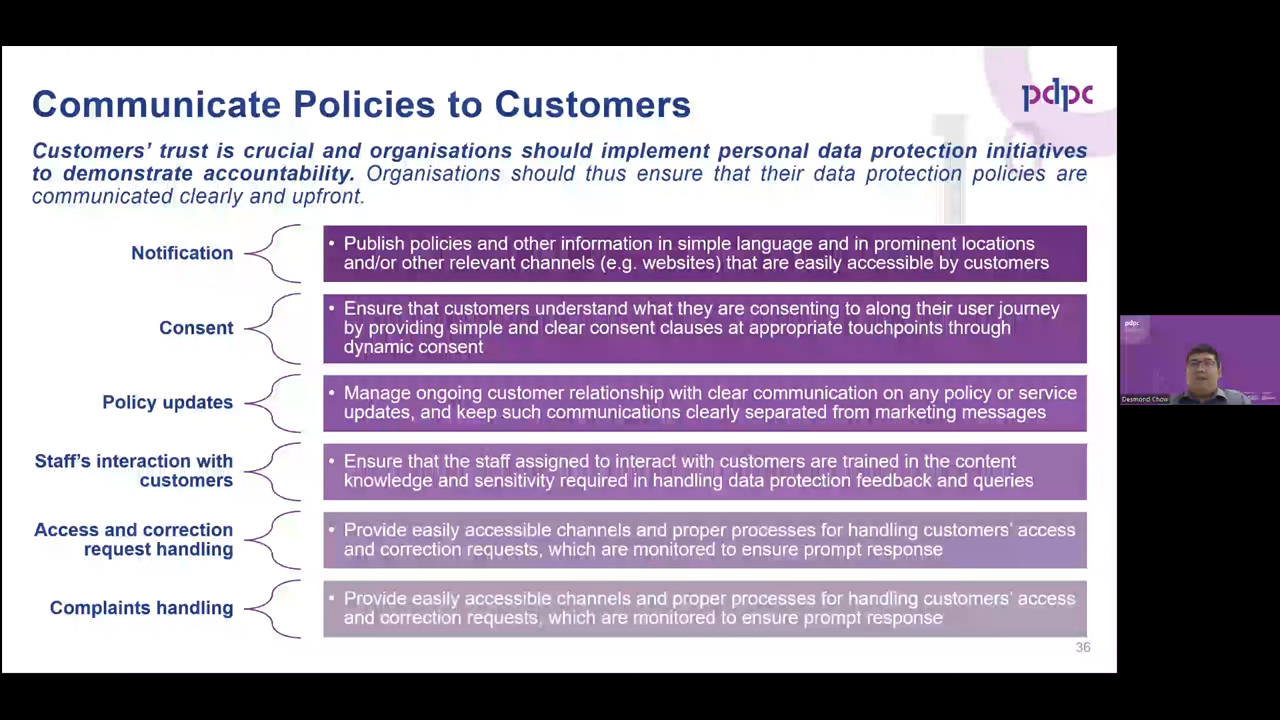 Communicate Policies to Customers
pdpc
Customers' trust is crucial and organisations should implement personal data protection initiatives
to demonstrate accountability. Organisations should thus ensure that their data protection policies are
communicated clearly and upfront.
Notification
• Publish policies and other information in simple language and in prominent locations
and/or other relevant channels (e.g. websites) that are easily accessible by customers
Consent
• Ensure that customers understand what they are consenting to along their user journey
by providing simple and clear consent clauses at appropriate touchpoints through
dynamic consent
Policy updates
• Manage ongoing customer relationship with clear communication on any policy or service
updates, and keep such communications clearly separated from marketing messages
Staff's interaction with
customers
• Ensure that the staff assigned to interact with customers are trained in the content
knowledge and sensitivity required in handling data protection feedback and queries
Access and correction
request handling
• Provide easily accessible channels and proper processes for handling customers' access
and correction requests, which are monitored to ensure prompt response
Complaints handling
• Provide easily accessible channels and proper processes for handling customers' access
and correction requests, which are monitored to ensure prompt response
36
pdpc
Desmond Chow